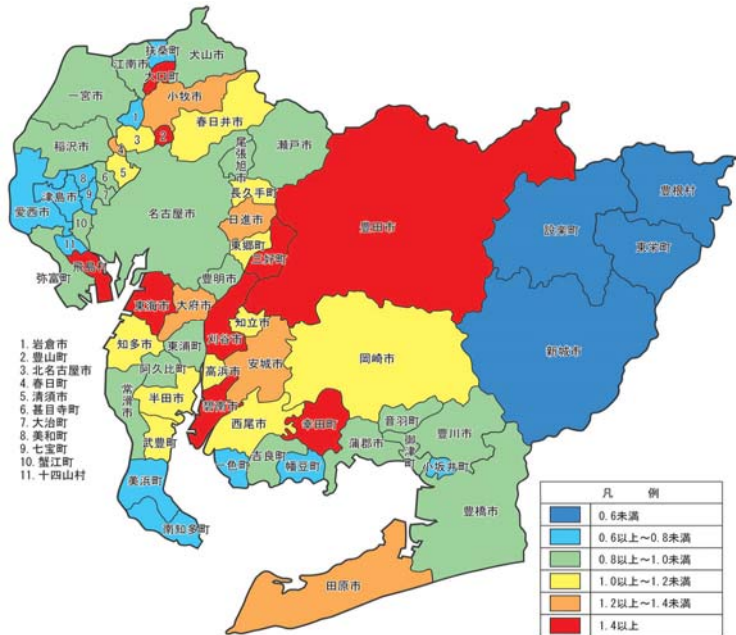 扶桑町
犬山市
江南市
大口町
一宮市
小牧市
1
2
春日井市
3
瀬戸市
稲沢市
4
尾張旭市
5
6
7
8
9
津島市
長久手町
愛西市
名古屋市
日進市
豊田市
豊根村
設楽町
10
東郷町
東栄町
11
三好町
飛島村
弥富町
豊明市
東海市
大府市
新城市
知立市
知多市
刈谷市
東浦町
岡崎市
安城市
阿久比町
高浜市
常滑市
半田市
碧南市
音羽町
西尾市
幸田町
豊川市
武豊町
蒲郡市
御津町
吉良町
一色町
幡豆町
小坂井町
美浜町
豊橋市
南知多町
田原市
1. 岩倉市
2. 豊山町
3. 北名古屋市
4. 春日町
5. 清須市
6. 甚目寺町
7. 大治町
8. 美和町
9. 七宝町
10. 蟹江町
11. 十四山村
凡 例
0.6未満
0.6以上～0.8未満
0.8以上～1.0未満
1.0以上～1.2未満
1.2以上～1.4未満
1.4以上